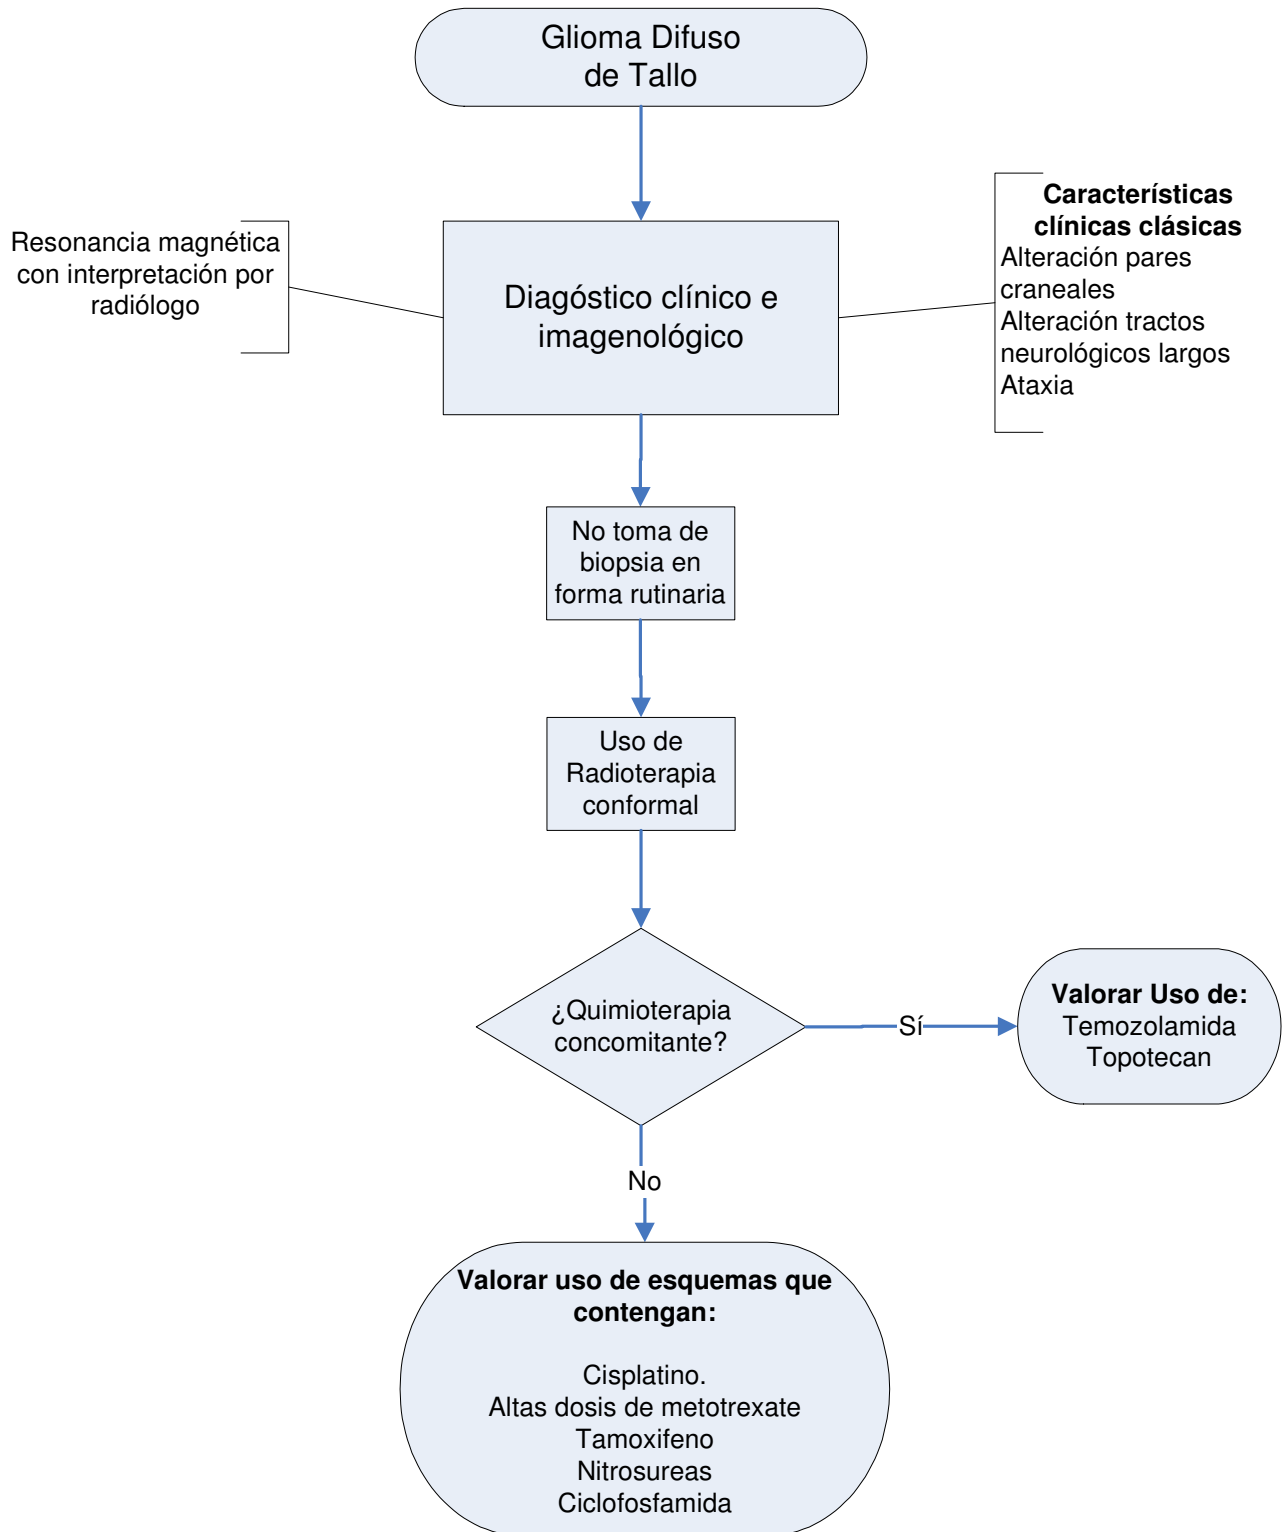 Glioma Difuso
de Tallo
Resonancia magnética
con interpretación por
radiólogo
Diagóstico clínico e
imagenológico
Características
clínicas clásicas
Alteración pares
craneales
Alteración tractos
neurológicos largos
Ataxia
No toma de
biopsia en
forma rutinaria
Uso de
Radioterapia
conformal
¿Quimioterapia
concomitante?
Sí
Valorar Uso de:
Temozolamida
Topotecan
No
Valorar uso de esquemas que
contengan:
Cisplatino.
Altas dosis de metotrexate
Tamoxifeno
Nitrosureas
Ciclofosfamida